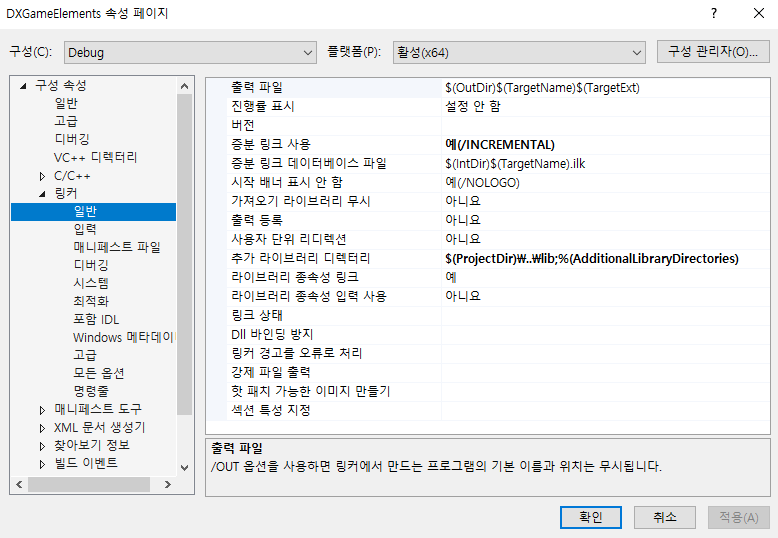 DXGameElements 속성 페이지
?
구성(C): Debug 플랫폼(P): 활성(x64) 구성 관리자(O)...
구성 속성
일반
고급
디버깅
VC++ 디렉터리
C/C++
링커
일반
입력
매니페스트 파일
디버깅
시스템
최적화
포함 IDL
Windows 메타데이
고급
모든 옵션
명령줄
매니페스트 도구
XML 문서 생성기
찾아보기 정보
빌드 이벤트
출력 파일 $(OutDir)$(TargetName)$(TargetExt)
진행률 표시 설정 안 함
버전
증분 링크 사용 예(/INCREMENTAL)
증분 링크 데이터베이스 파일 $(IntDir)$(TargetName).ilk
시작 배너 표시 안 함 예(/NOLOGO)
가져오기 라이브러리 무시 아니요
출력 등록 아니요
사용자 단위 리디렉션 아니요
추가 라이브러리 디렉터리 $(ProjectDir)₩..₩lib;%(AdditionalLibraryDirectories)
라이브러리 종속성 링크 예
라이브러리 종속성 입력 사용 아니요
링크 상태
Dll 바인딩 방지
링커 경고를 오류로 처리
강제 파일 출력
핫 패치 가능한 이미지 만들기
섹션 특성 지정
출력 파일
/OUT 옵션을 사용하면 링커에서 만드는 프로그램의 기본 이름과 위치는 무시됩니다.
확인 취소 적용(A)